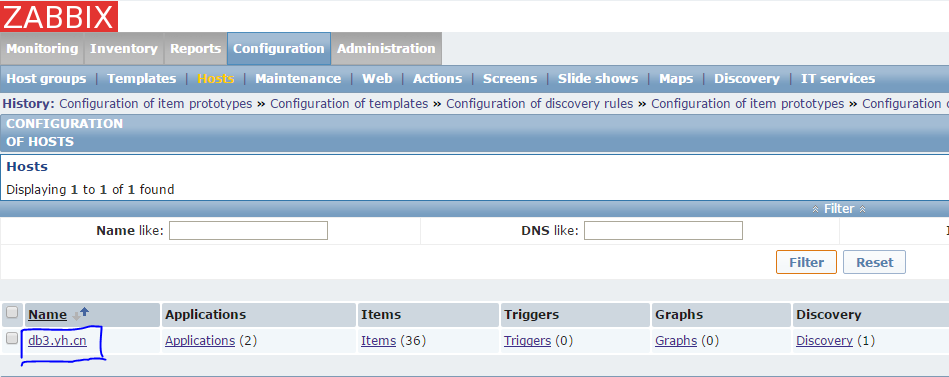 ZABBIX
Monitoring Inventory Reports Configuration Administration
Host groups | Templates | Hosts | Maintenance | Web | Actions | Screens | Slide shows | Maps | Discovery | IT services
History: Configuration of item prototypes » Configuration of templates » Configuration of discovery rules » Configuration of item prototypes » Configuration
CONFIGURATION
OF HOSTS
Hosts
Displaying 1 to 1 of 1 found
Filter
Name like: DNS like:
Filter Reset
Name Applications Items Triggers Graphs Discovery
db3.yh.cn Applications (2) Items (36) Triggers (0) Graphs (0) Discovery (1)